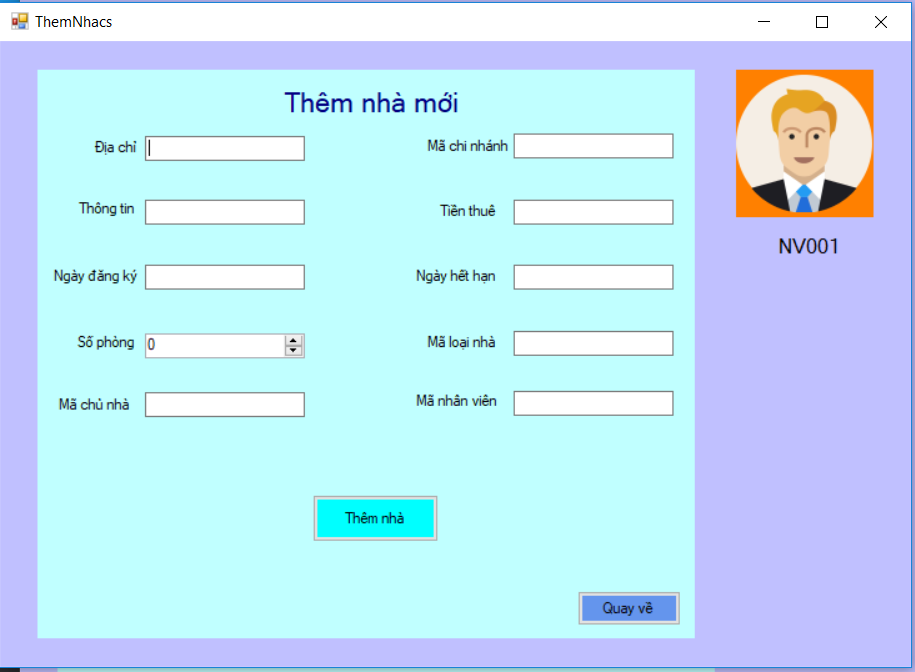 ThemNhacs
Thêm nhà mới
Địa chỉ
Mã chi nhánh
Thông tin
Tiền thuê
Ngày đăng ký
Ngày hết hạn
Số phòng
0
Mã loại nhà
Mã chủ nhà
Mã nhân viên
Thêm nhà
Quay về
NV001